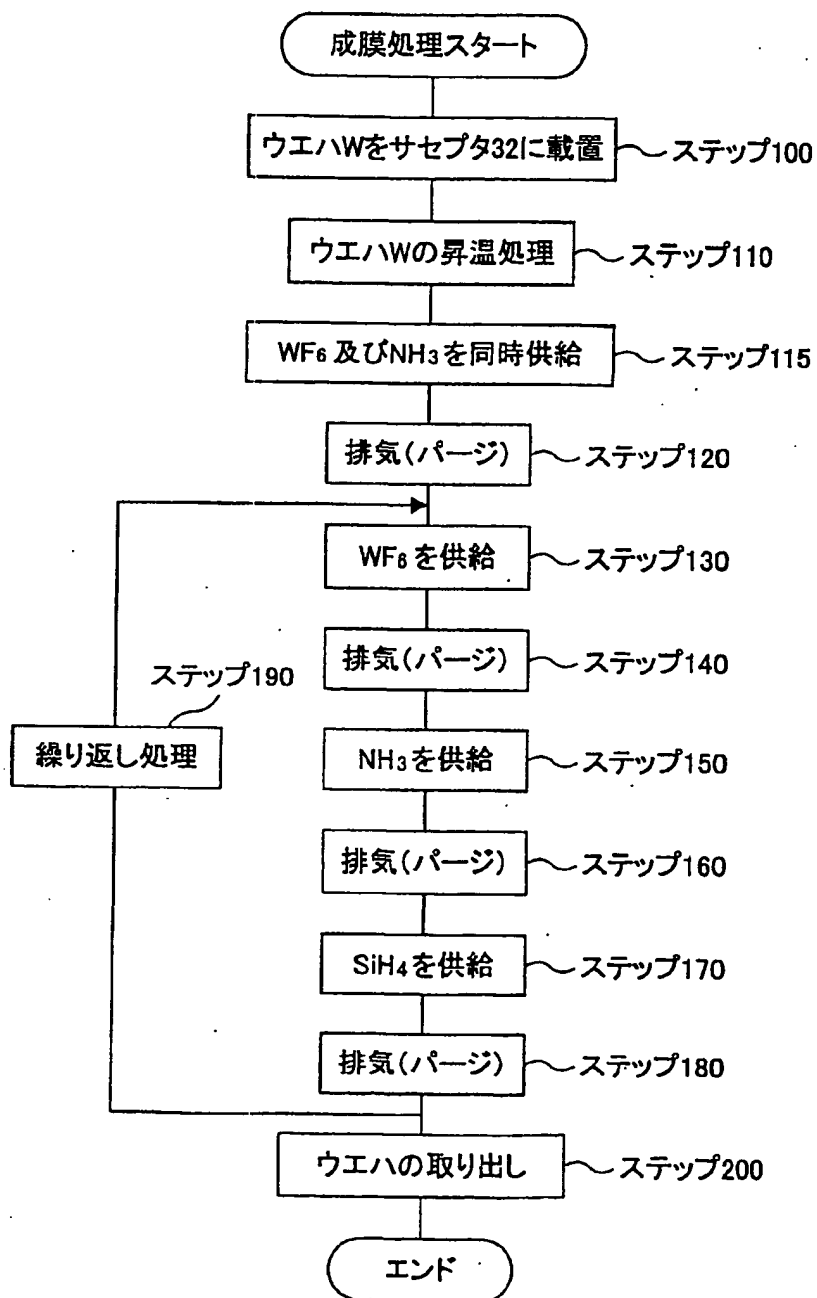 成膜処理スタート
ウエハWをサセプタ32に載置
ステップ100
ウエハWの昇温処理
ステップ110
WF₆ 及びNH₃を同時供給
ステップ115
排気(パージ)
ステップ120
WF₆を供給
ステップ130
排気(パージ)
ステップ140
ステップ190
繰り返し処理
NH₃を供給
ステップ150
排気(パージ)
ステップ160
SiH₄を供給
ステップ170
排気(パージ)
ステップ180
ウエハの取り出し
ステップ200
エンド